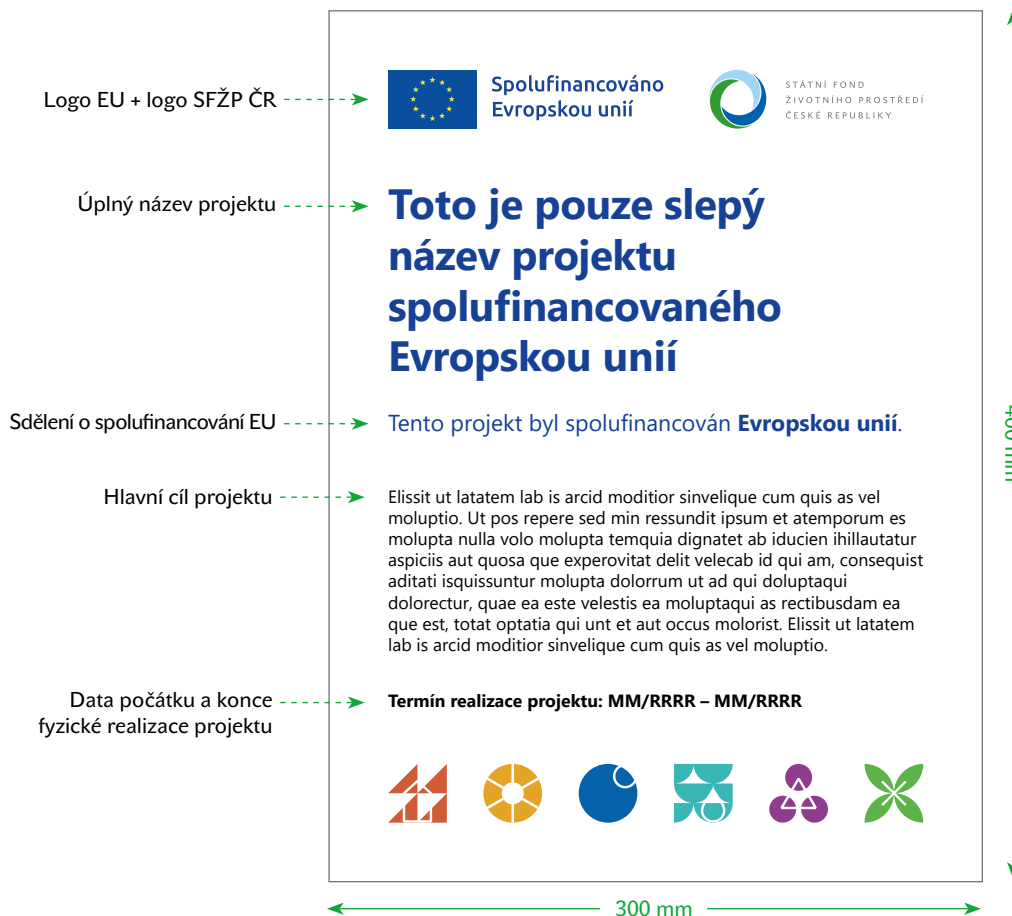 Logo EU + logo SFŽP ČR
Spolufinancováno
Evropskou unií
STÁTNÍ FOND
ŽIVOTNÍHO PROSTŘEDÍ
ČESKÉ REPUBLIKY
Úplný název projektu
Toto je pouze slepý
název projektu
spolufinancovaného
Evropskou unií
Sdělení o spolufinancování EU
Tento projekt byl spolufinancován Evropskou unií.
Hlavní cíl projektu
Elissit ut latatem lab is arcid moditior sinvelique cum quis as vel
moluptio. Ut pos repere sed min ressundit ipsum et atemporum es
molupta nulla volo molupta temquia dignatet ab iducien ihillautatur
aspiciis aut quosa que experovitat delit velecab id qui am, consequist
aditati isquissuntur molupta dolorrum ut ad qui doluptaqui
dolorectur, quae ea este velestis ea moluptaqui as rectibusdam ea
que est, totat optatia qui unt et aut occus molorist. Elissit ut latatem
lab is arcid moditior sinvelique cum quis as vel moluptio.
Data počátku a konce
fyzické realizace projektu
Termín realizace projektu: MM/RRRR – MM/RRRR
300 mm